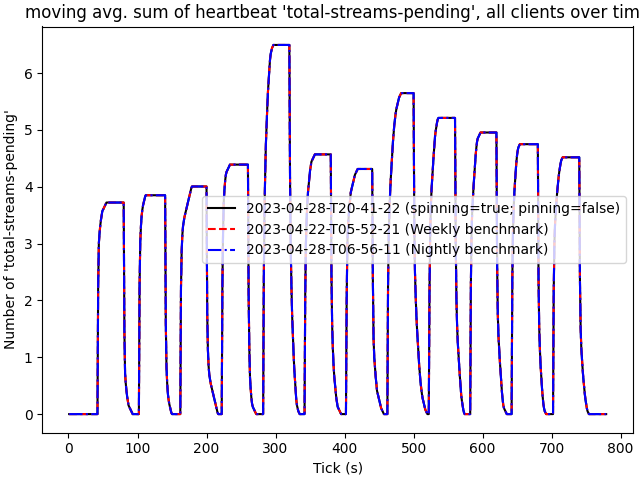 moving avg. sum of heartbeat 'total-streams-pending', all clients over tim
Number of 'total-streams-pending'
6
5
4
3
2
1
0
2023-04-28-T20-41-22 (spinning=true; pinning=false)
2023-04-22-T05-52-21 (Weekly benchmark)
2023-04-28-T06-56-11 (Nightly benchmark)
0 100 200 300 400 500 600 700 800
Tick (s)